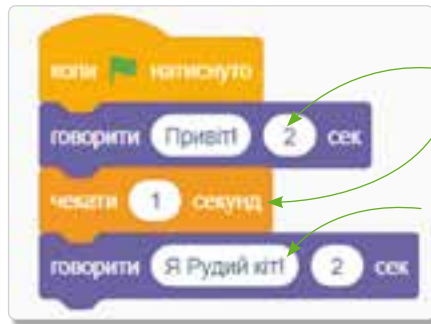 коли натиснуто
говорити Привіт! 2 сек
чекати 1 секунд
говорити Я Рудий кіт! 2 сек